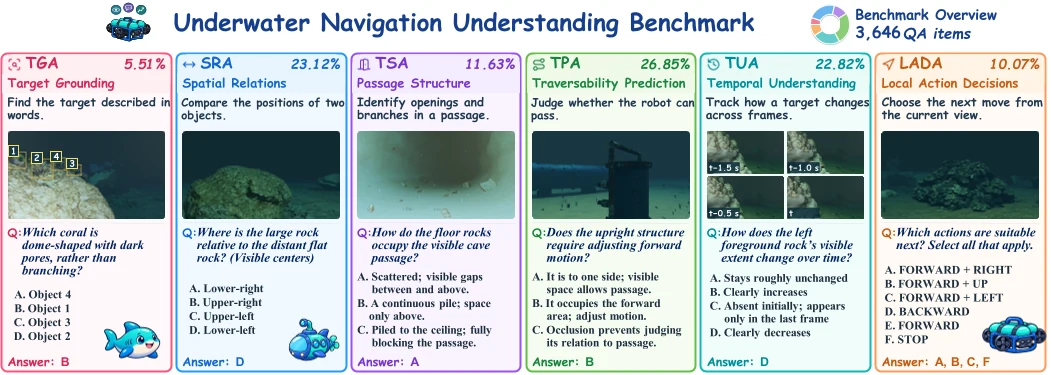 Underwater Navigation Understanding Benchmark
Benchmark Overview
3,646 QA items
TGA 5.51%
Target Grounding
Find the target described in
words.
1
2
4
3
Q:Which coral is
dome-shaped with dark
pores, rather than
branching?
A. Object 4
B. Object 1
C. Object 3
D. Object 2
Answer: B
SRA 23.12%
Spatial Relations
Compare the positions of two
objects.
Q:Where is the large rock
relative to the distant flat
rock? (Visible centers)
A. Lower-right
B. Upper-right
C. Upper-left
D. Lower-left
Answer: D
TSA 11.63%
Passage Structure
Identify openings and
branches in a passage.
Q:How do the floor rocks
occupy the visible cave
passage?
A. Scattered; visible gaps
between and above.
B. A continuous pile; space
only above.
C. Piled to the ceiling; fully
blocking the passage.
Answer: A
TPA 26.85%
Traversability Prediction
Judge whether the robot can
pass.
Q:Does the upright structure
require adjusting forward
motion?
A. It is to one side; visible
space allows passage.
B. It occupies the forward
area; adjust motion.
C. Occlusion prevents judging
its relation to passage.
Answer: B
TUA 22.82%
Temporal Understanding
Track how a target changes
across frames.
t-1.5 s
t-1.0 s
t-0.5 s
t
Q:How does the left
foreground rock's visible
extent change over time?
A. Stays roughly unchanged
B. Clearly increases
C. Absent initially; appears
only in the last frame
D. Clearly decreases
Answer: D
LADA 10.07%
Local Action Decisions
Choose the next move from
the current view.
Q:Which actions are suitable
next? Select all that apply.
A. FORWARD + RIGHT
B. FORWARD + UP
C. FORWARD + LEFT
D. BACKWARD
E. FORWARD
F. STOP
Answer: A, B, C, F